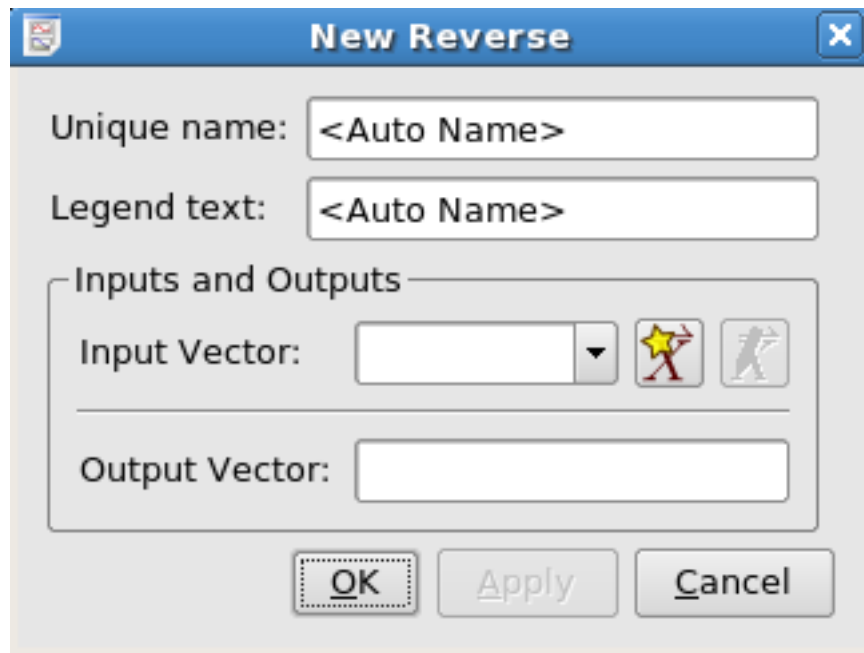 New Reverse
Unique name: <Auto Name>
Legend text: <Auto Name>
Inputs and Outputs
Input Vector:
Output Vector:
OK Apply Cancel